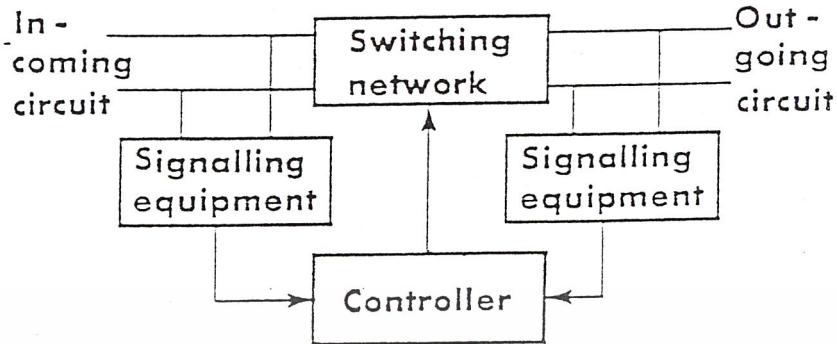 In -
coming
circuit
Switching
network
Out -
going
circuit
Signalling
equipment
Signalling
equipment
Controller